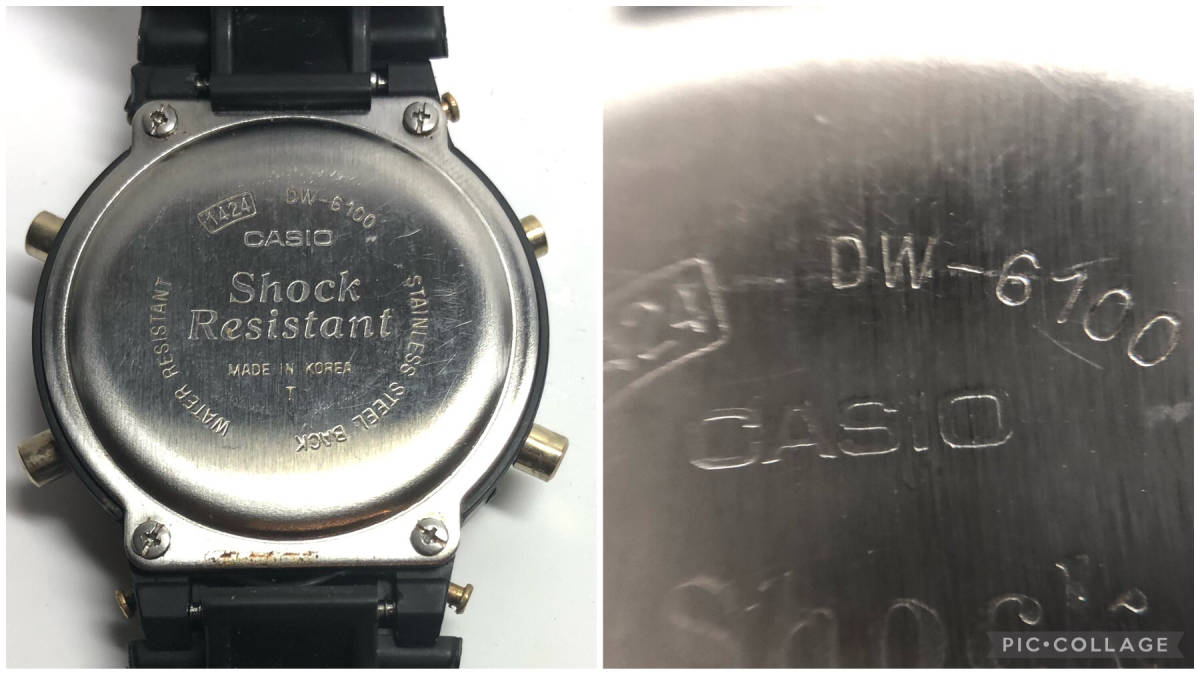 1424 DW-6100
CASIO
Shock
Resistant
MADE IN KOREA
T
WATER RESISTANT
STAINLESS STEEL BACK
DW-6100
CASIO
PIC•COLLAGE